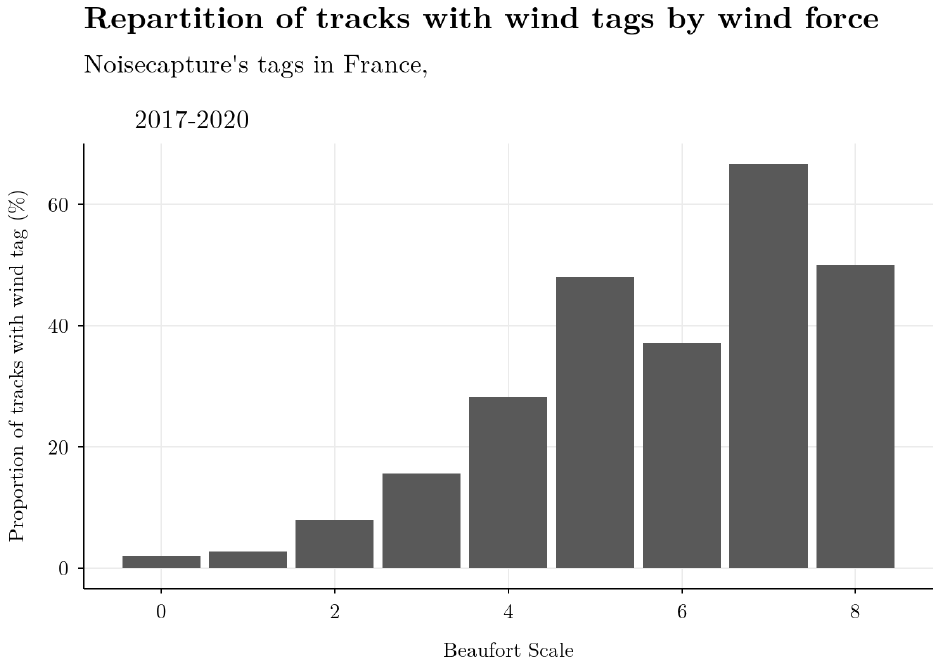 Repartition of tracks with wind tags by wind force
Noisecapture's tags in France,
2017-2020
Proportion of tracks with wind tag (%)
60
40
20
0
0 2 4 6 8
Beaufort Scale